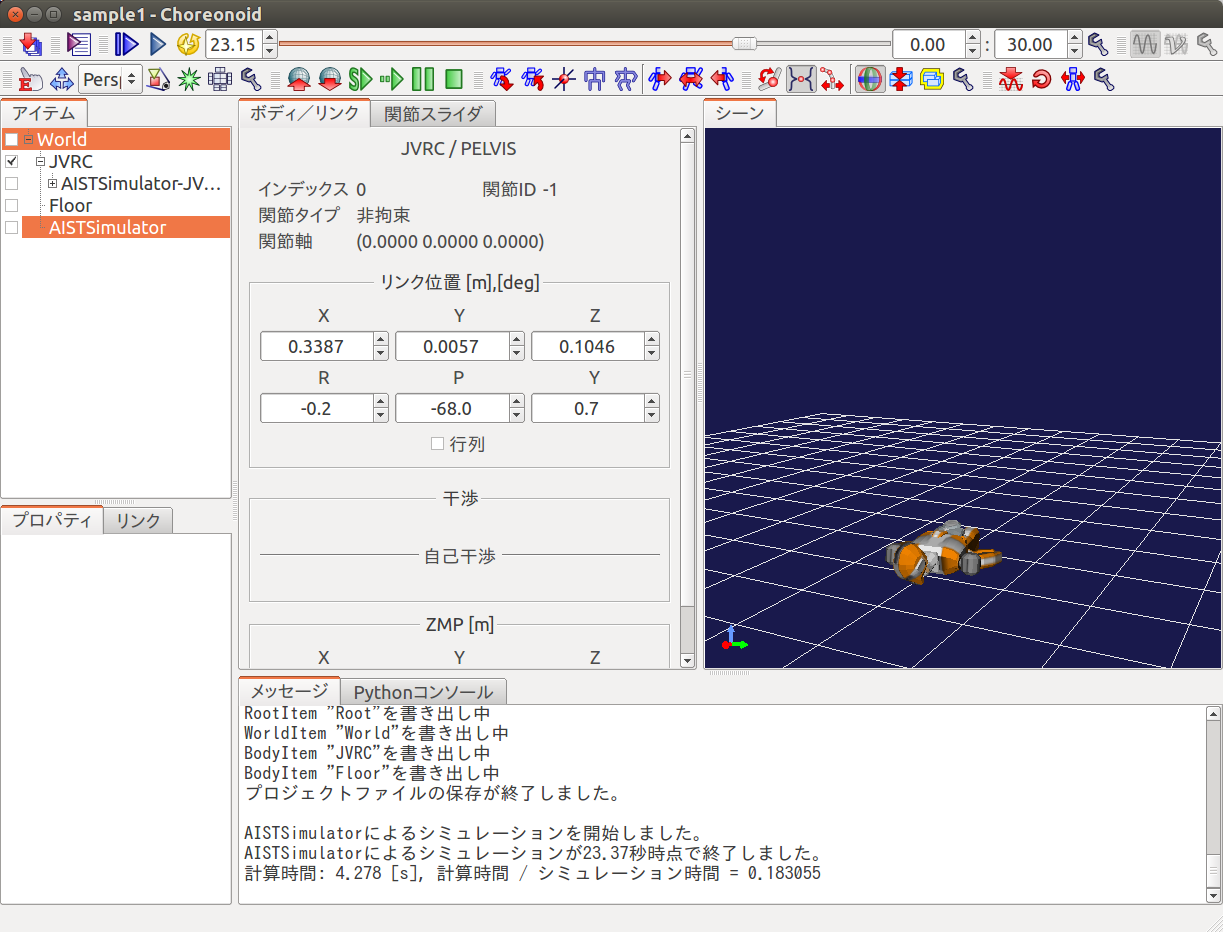 sample1 - Choreonoid
23.15
0.00 : 30.00
アイテム
World
JVRC
AISTSimulator-JV...
Floor
AISTSimulator
プロパティ リンク
ボディ／リンク 関節スライダ
JVRC / PELVIS
インデックス 0 関節ID -1
関節タイプ 非拘束
関節軸 (0.0000 0.0000 0.0000)
リンク位置 [m],[deg]
X Y Z
0.3387 0.0057 0.1046
R P Y
-0.2 -68.0 0.7
行列
干渉
自己干渉
ZMP [m]
X Y Z
シーン
メッセージ Pythonコンソール
RootItem "Root"を書き出し中
WorldItem "World"を書き出し中
BodyItem "JVRC"を書き出し中
BodyItem "Floor"を書き出し中
プロジェクトファイルの保存が終了しました。
AISTSimulatorによるシミュレーションを開始しました。
AISTSimulatorによるシミュレーションが23.37秒時点で終了しました。
計算時間: 4.278 [s], 計算時間 / シミュレーション時間 = 0.183055